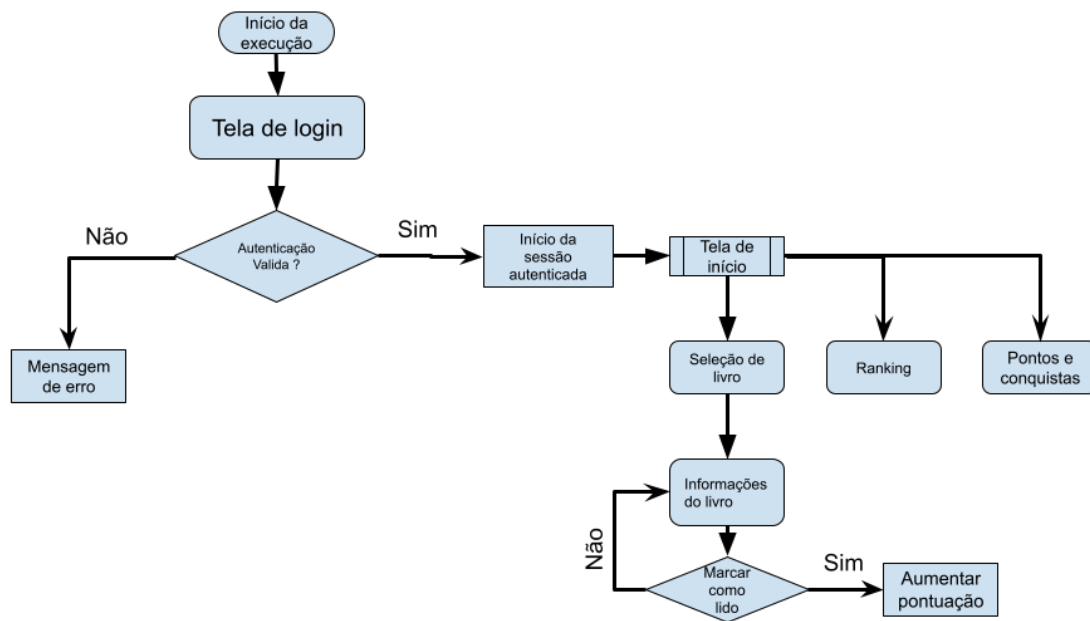 Início da
execução
Tela de login
Não
Autenticação
Valida ?
Sim
Início da
sessão
autenticada
Tela de
início
Mensagem
de erro
Seleção de
livro
Ranking
Pontos e
conquistas
Informações
do livro
Não
Marcar
como
lido
Sim
Aumentar
pontuação